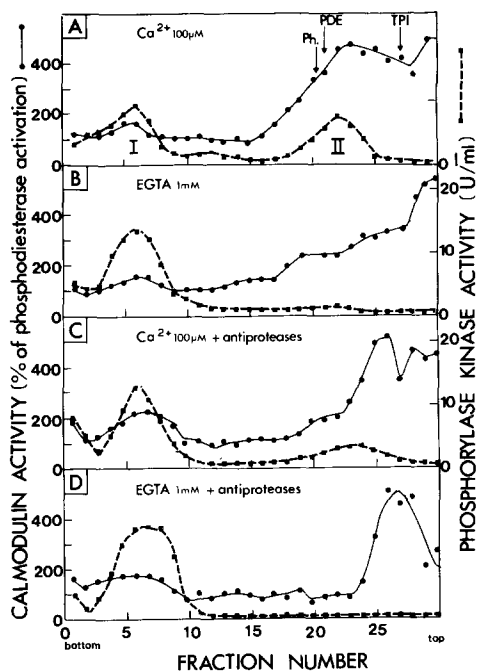 A
Ca2+ 100µM
Ph.
PDE
TPI
400
200
0
0
I
II
B
EGTA 1mM
400
200
0
20
10
0
C
Ca2+ 100µM + antiproteases
400
200
0
20
10
0
D
EGTA 1mM + antiproteases
400
200
0
0
5
10
15
20
25
bottom
top
FRACTION NUMBER
CALMODULIN ACTIVITY (% of phosphodiesterase activation)
PHOSPHORYLASE KINASE ACTIVITY (U/ml)